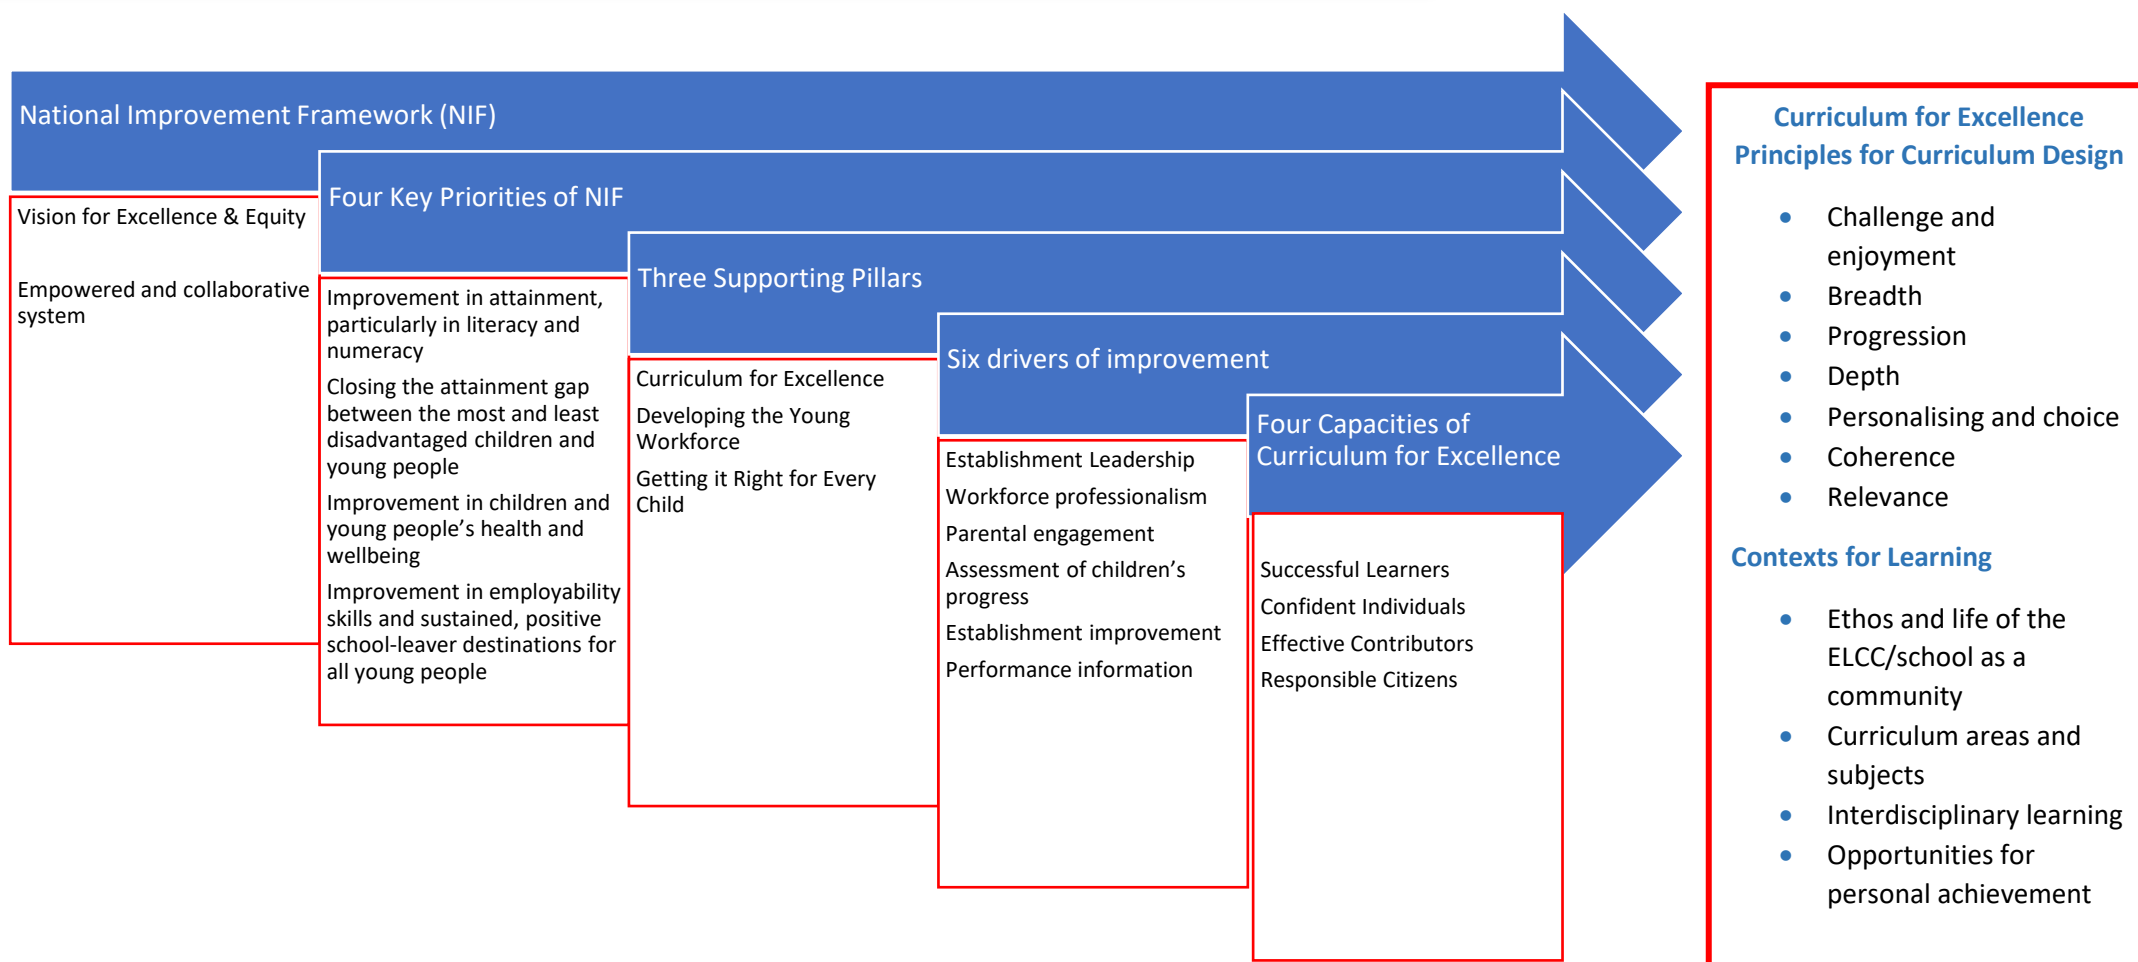 National Improvement Framework (NIF)
Vision for Excellence & Equity
Empowered and collaborative
system
Four Key Priorities of NIF
Improvement in attainment,
particularly in literacy and
numeracy
Closing the attainment gap
between the most and least
disadvantaged children and
young people
Improvement in children and
young people’s health and
wellbeing
Improvement in employability
skills and sustained, positive
school-leaver destinations for
all young people
Three Supporting Pillars
Curriculum for Excellence
Developing the Young
Workforce
Getting it Right for Every
Child
Six drivers of improvement
Establishment Leadership
Workforce professionalism
Parental engagement
Assessment of children’s
progress
Establishment improvement
Performance information
Four Capacities of
Curriculum for Excellence
Successful Learners
Confident Individuals
Effective Contributors
Responsible Citizens
Curriculum for Excellence
Principles for Curriculum Design
• Challenge and
enjoyment
• Breadth
• Progression
• Depth
• Personalising and choice
• Coherence
• Relevance
Contexts for Learning
• Ethos and life of the
ELCC/school as a
community
• Curriculum areas and
subjects
• Interdisciplinary learning
• Opportunities for
personal achievement